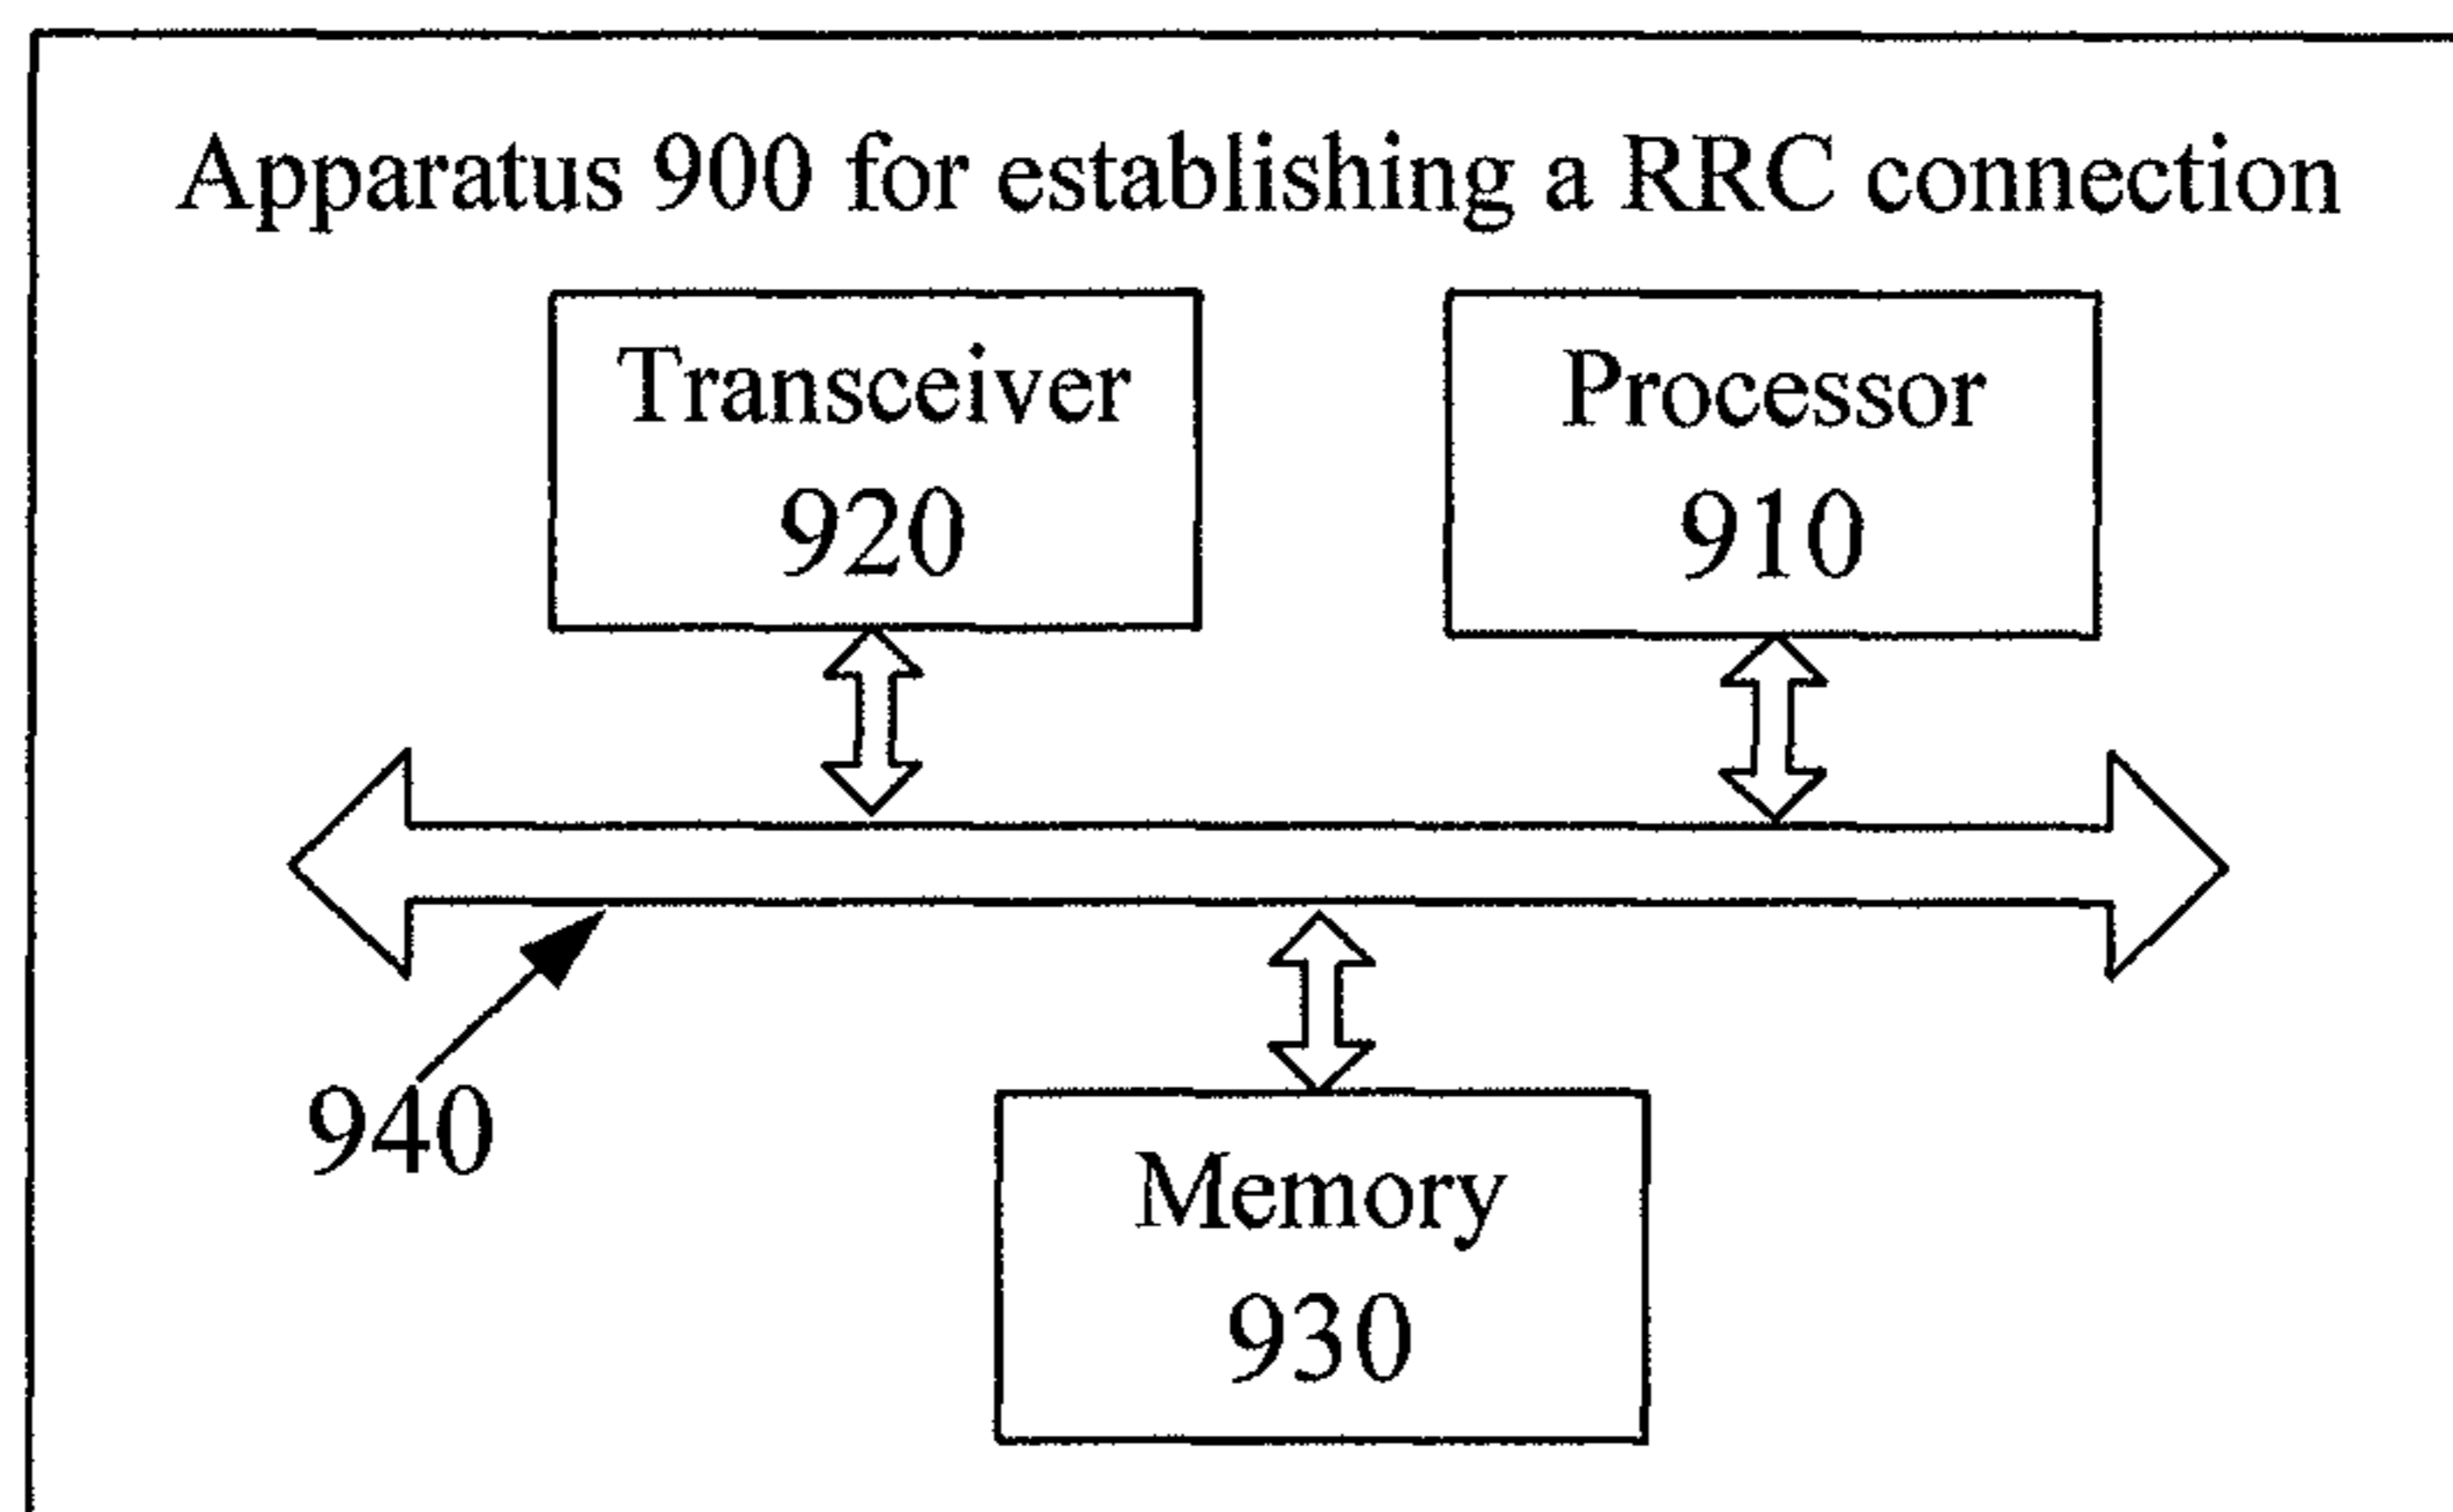 Apparatus 900 for establishing a RRC connection
Transceiver
920
Processor
910
940
Memory
930